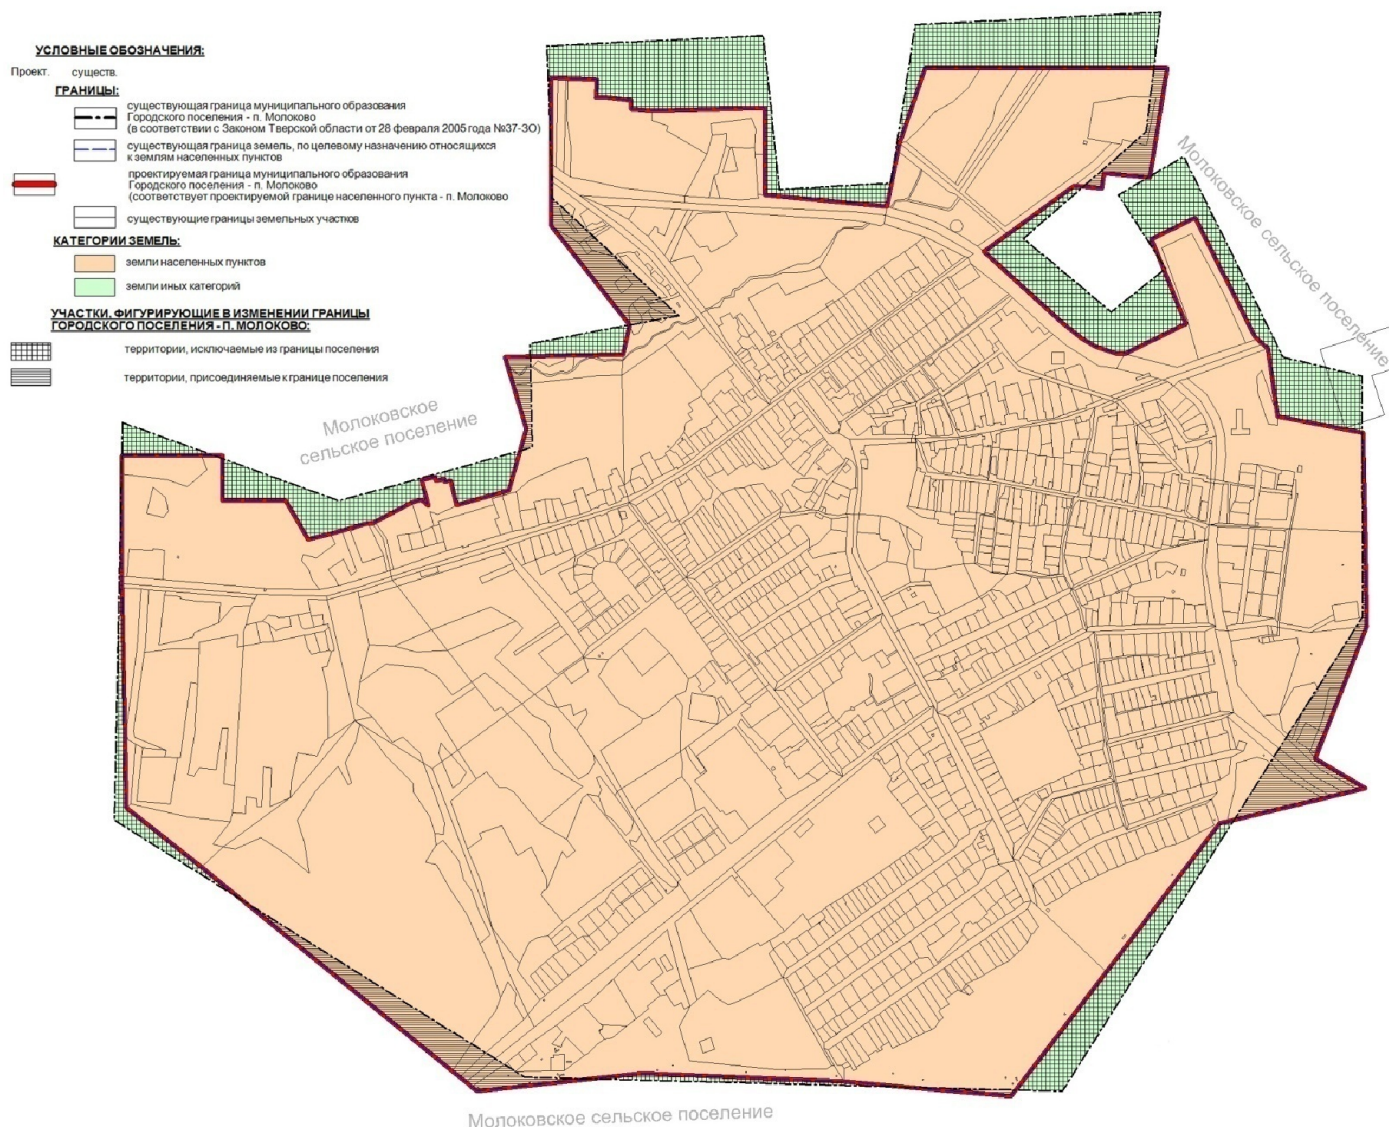 УСЛОВНЫЕ ОБОЗНАЧЕНИЯ:
Проект. существ.
ГРАНИЦЫ:
существующая граница муниципального образования
Городского поселения - п. Молоково
(в соответствии с Законом Тверской области от 28 февраля 2005 года №37-ЗО)
существующая граница земель, по целевому назначению относящихся
к землям населенных пунктов
проектируемая граница муниципального образования
Городского поселения - п. Молоково
(соответствует проектируемой границе населенного пункта - п. Молоково
существующие границы земельных участков
КАТЕГОРИИ ЗЕМЕЛЬ:
земли населенных пунктов
земли иных категорий
УЧАСТКИ, ФИГУРИРУЮЩИЕ В ИЗМЕНЕНИИ ГРАНИЦЫ
ГОРОДСКОГО ПОСЕЛЕНИЯ - П. МОЛОКОВО:
территории, исключаемые из границы поселения
территории, присоединяемые к границе поселения
Молоковское сельское поселение
Молоковское
сельское поселение
Молоковское сельское поселение